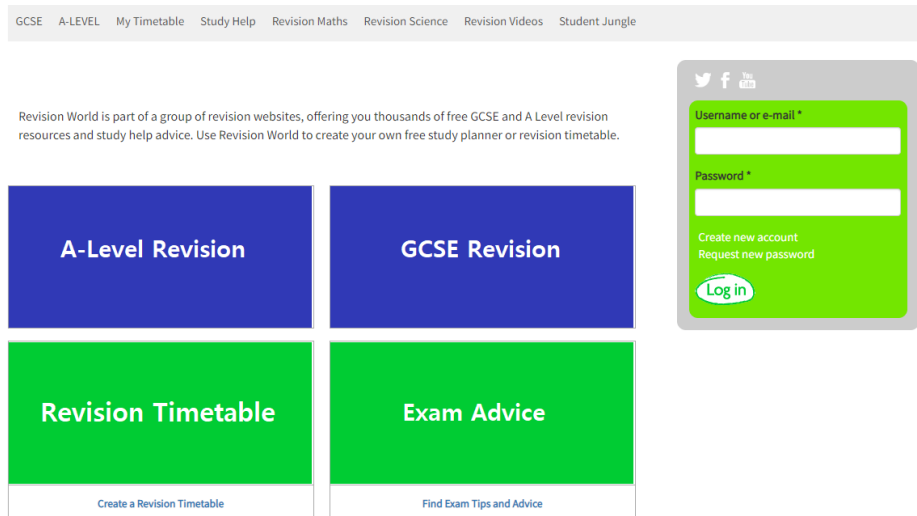 GCSE A-LEVEL My Timetable Study Help Revision Maths Revision Science Revision Videos Student Jungle
Revision World is part of a group of revision websites, offering you thousands of free GCSE and A Level revision
resources and study help advice. Use Revision World to create your own free study planner or revision timetable.
A-Level Revision
GCSE Revision
Revision Timetable
Exam Advice
Create a Revision Timetable
Find Exam Tips and Advice
You
Tube
Username or e-mail *
Password *
Create new account
Request new password
Log in